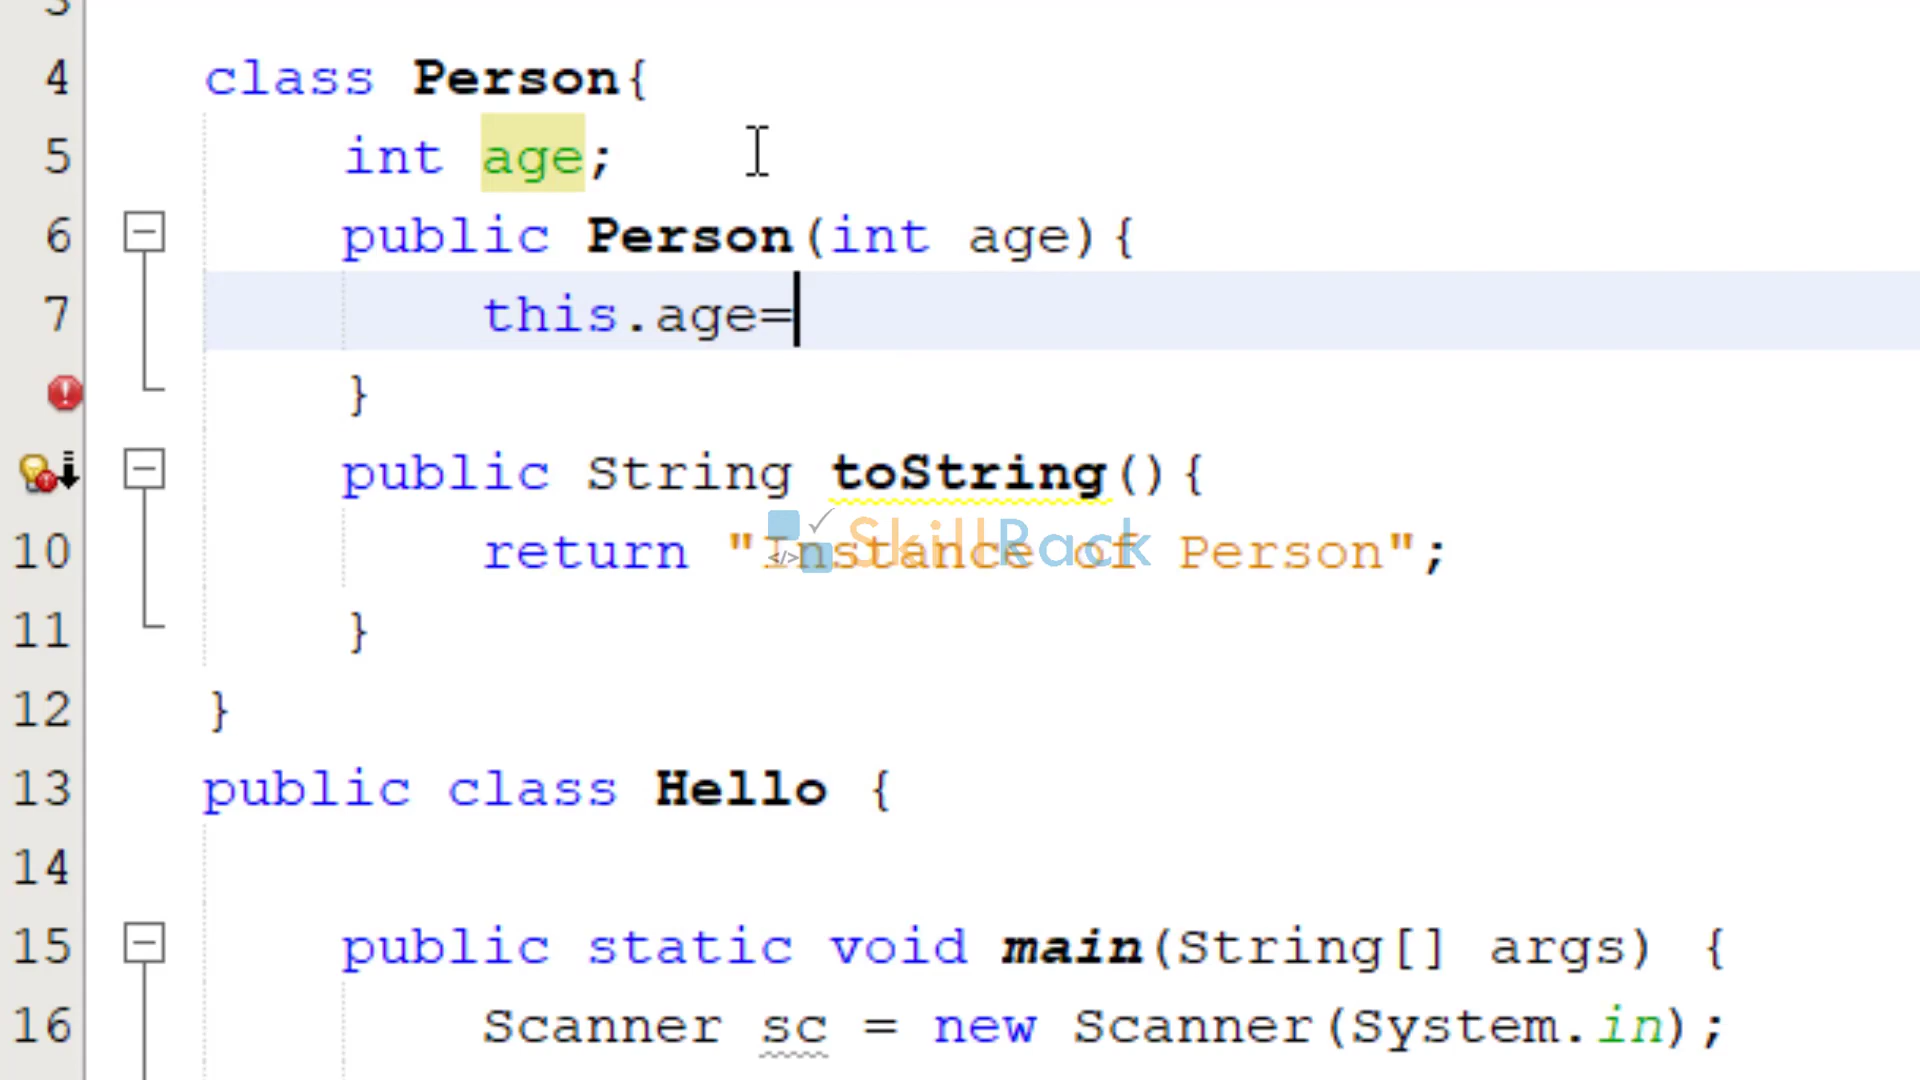 3
4 class Person{
5 int age;
6 public Person(int age){
7 this.age=
}
public String toString(){
10 return "Instance of Person";
SkillRack
11 }
12 }
13 public class Hello {
14
15 public static void main(String[] args) {
16 Scanner sc = new Scanner(System.in);